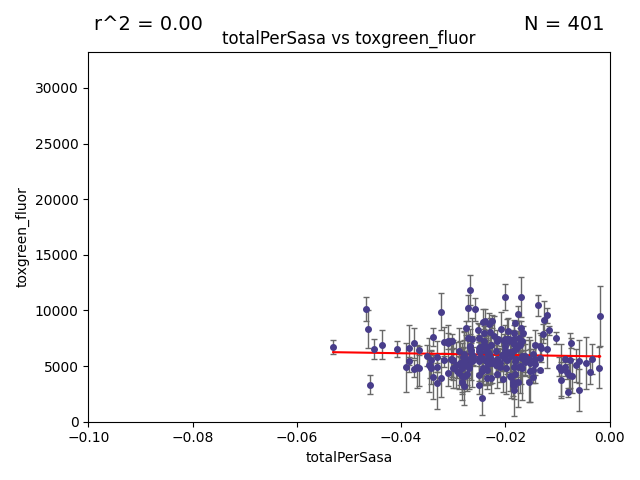 r^2 = 0.00
N = 401
totalPerSasa vs toxgreen_fluor
30000
25000
20000
15000
10000
5000
0
toxgreen_fluor
−0.10
−0.08
−0.06
−0.04
−0.02
0.00
totalPerSasa